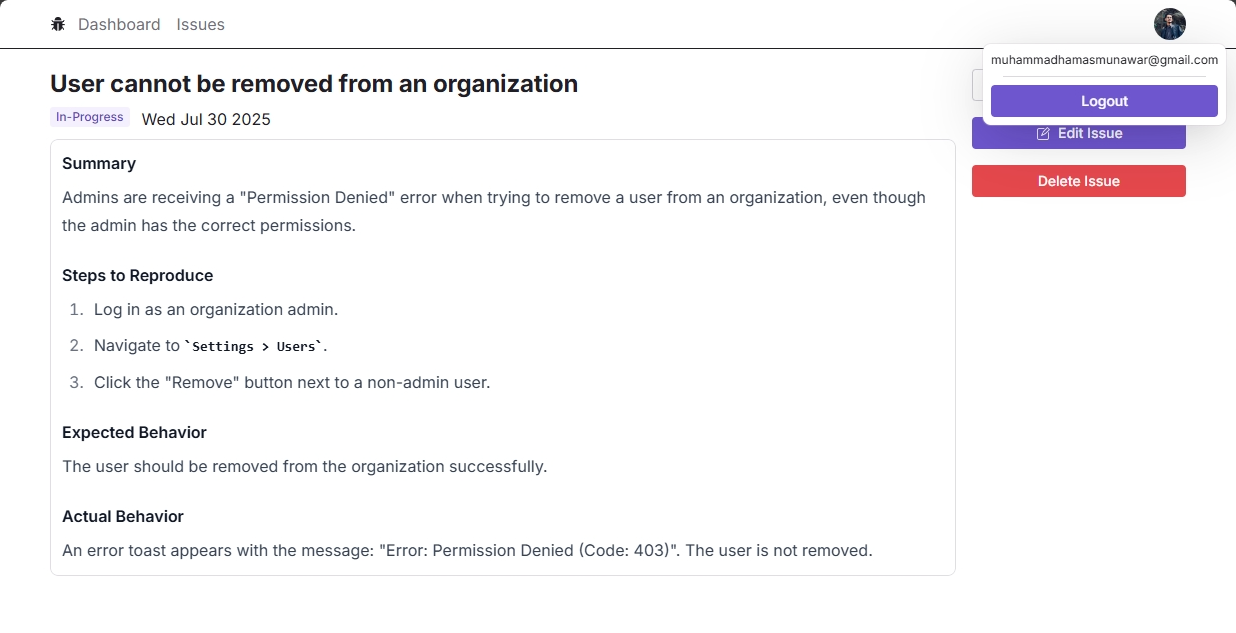 Dashboard Issues
muhammadhamasmunawar@gmail.com
Logout
User cannot be removed from an organization
In-Progress Wed Jul 30 2025
Edit Issue
Delete Issue
Summary
Admins are receiving a "Permission Denied" error when trying to remove a user from an organization, even though
the admin has the correct permissions.
Steps to Reproduce
1. Log in as an organization admin.
2. Navigate to `Settings > Users`.
3. Click the "Remove" button next to a non-admin user.
Expected Behavior
The user should be removed from the organization successfully.
Actual Behavior
An error toast appears with the message: "Error: Permission Denied (Code: 403)". The user is not removed.